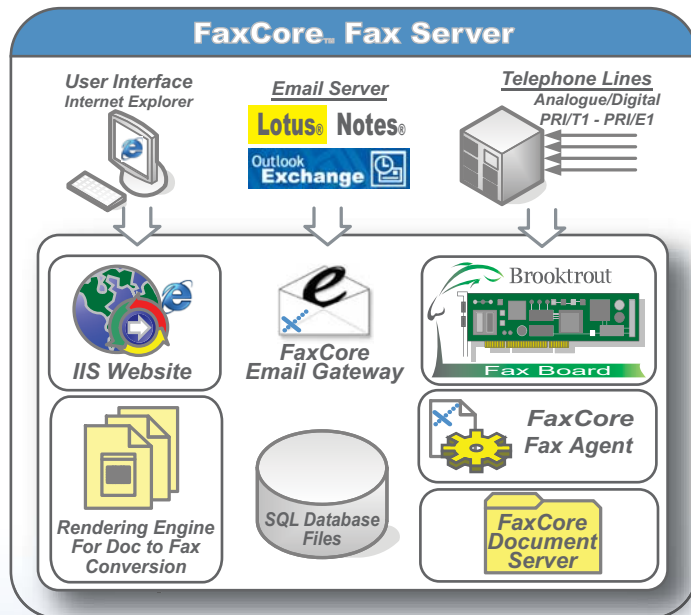 FaxCore™ Fax Server
User Interface
Internet Explorer
Email Server
Lotus® Notes®
Outlook
Exchange
Telephone Lines
Analogue/Digital
PRI/T1 - PRI/E1
IIS Website
FaxCore
Email Gateway
Brooktrout
Fax Board
FaxCore
Fax Agent
Rendering Engine
For Doc to Fax
Conversion
SQL Database
Files
FaxCore
Document
Server